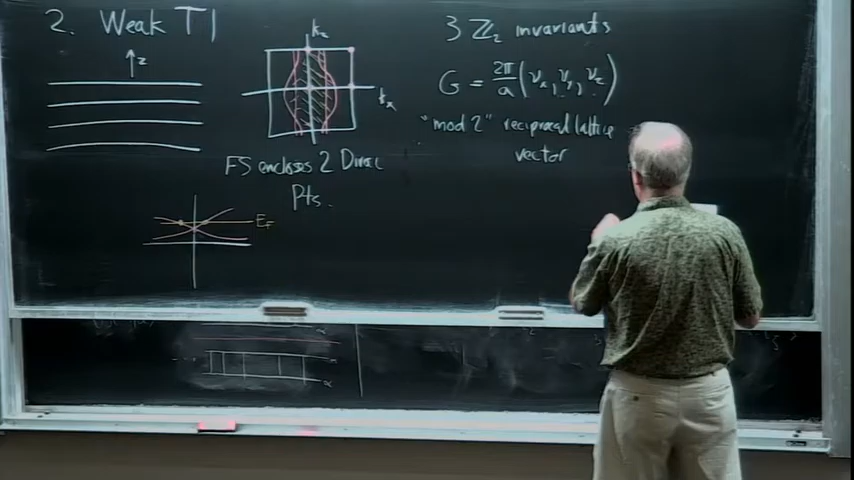 2. Weak TI
↑z
k_z
k_x
FS encloses 2 Dirac
Pts.
E_F
3 ℤ₂ invariants
G = 2π/a (ν_x, ν_y, ν_z)
"mod 2" reciprocal lattice
vector